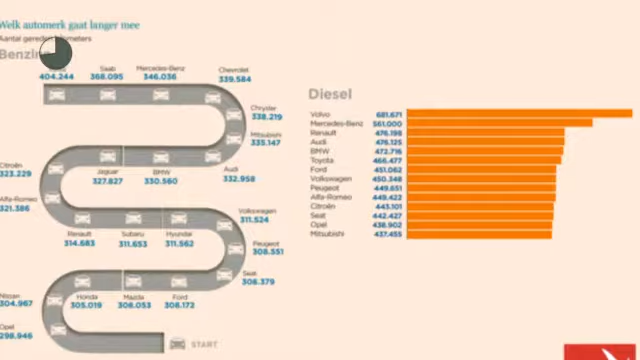 Welk automerk gaat langer mee
Aantal gereden kilometers
Benzine
404.244
Saab
368.095
Mercedes-Benz
346.036
Chevrolet
339.584
Chrysler
338.219
Mitsubishi
335.147
Audi
332.958
BMW
330.560
Jaguar
327.827
Citroën
323.229
Alfa-Romeo
321.386
Renault
314.683
Subaru
311.653
Hyundai
311.562
Volkswagen
311.524
Peugeot
308.551
Seat
308.379
Ford
308.172
Mazda
308.053
Honda
305.019
Nissan
304.967
Opel
298.946
START
Diesel
Volvo 681.671
Mercedes-Benz 561.000
Renault 476.198
Audi 476.125
BMW 472.716
Toyota 466.477
Ford 451.062
Volkswagen 450.348
Peugeot 449.651
Alfa-Romeo 449.422
Citroën 443.101
Seat 442.427
Opel 438.902
Mitsubishi 437.455